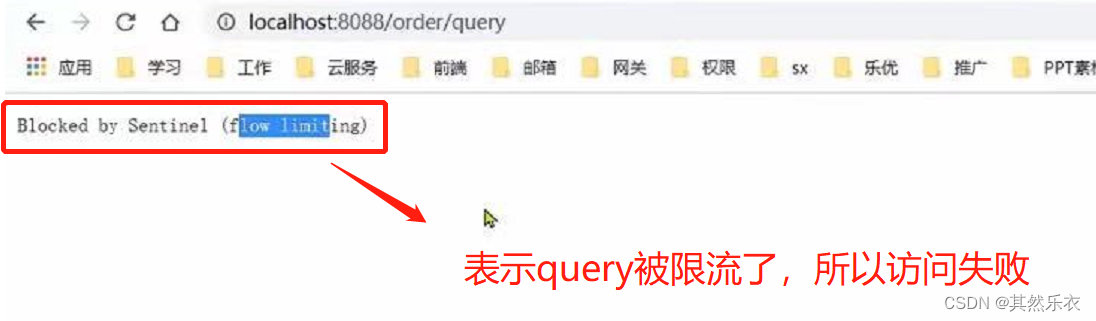 localhost:8088/order/query
应用 学习 工作 云服务 前端 邮箱 网关 权限 sx 乐优 推广 PPT素材
Blocked by Sentinel (flow limiting)
表示query被限流了，所以访问失败
CSDN @其然乐衣